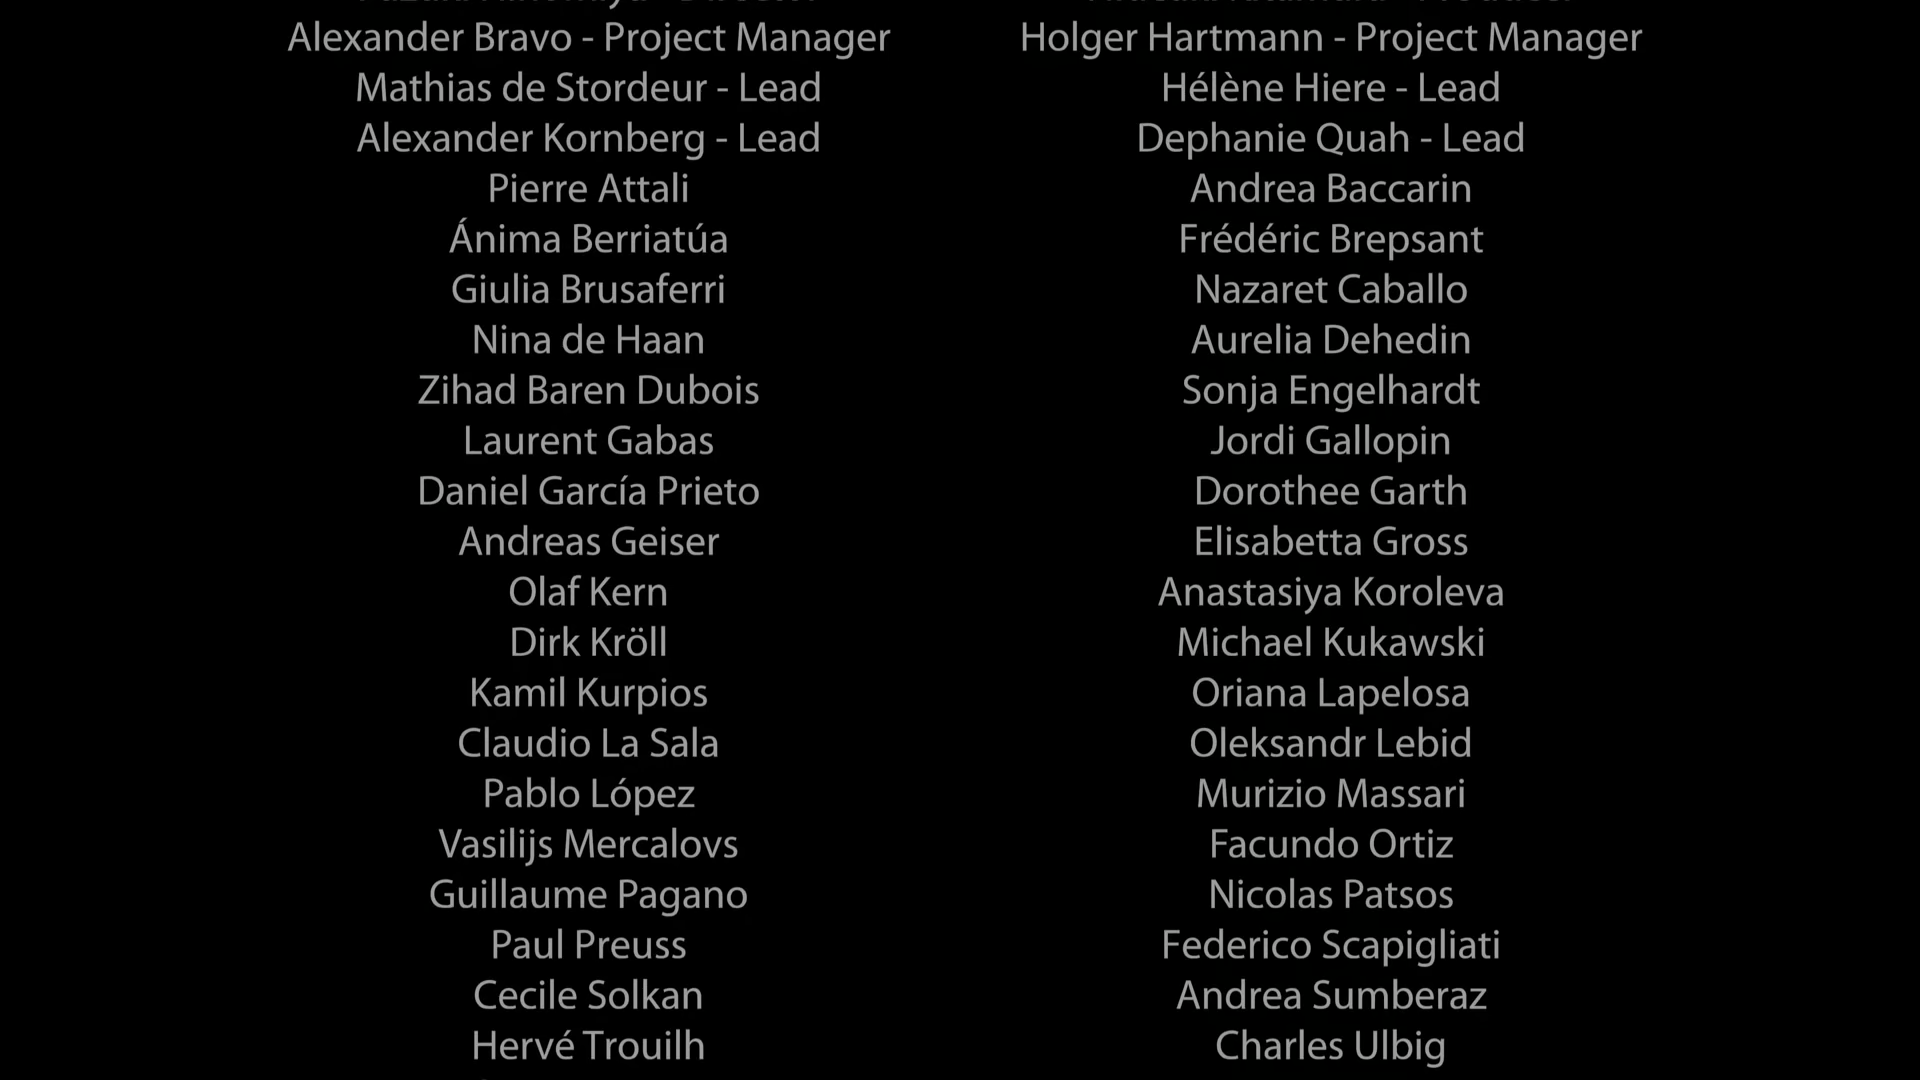 Alexander Bravo - Project Manager
Holger Hartmann - Project Manager
Mathias de Stordeur - Lead
Hélène Hiere - Lead
Alexander Kornberg - Lead
Dephanie Quah - Lead
Pierre Attali
Andrea Baccarin
Ánima Berriatúa
Frédéric Brepsant
Giulia Brusaferri
Nazaret Caballo
Nina de Haan
Aurelia Dehedin
Zihad Baren Dubois
Sonja Engelhardt
Laurent Gabas
Jordi Gallopin
Daniel García Prieto
Dorothee Garth
Andreas Geiser
Elisabetta Gross
Olaf Kern
Anastasiya Koroleva
Dirk Kröll
Michael Kukawski
Kamil Kurpios
Oriana Lapelosa
Claudio La Sala
Oleksandr Lebid
Pablo López
Murizio Massari
Vasilijs Mercalovs
Facundo Ortiz
Guillaume Pagano
Nicolas Patsos
Paul Preuss
Federico Scapigliati
Cecile Solkan
Andrea Sumberaz
Hervé Trouilh
Charles Ulbig